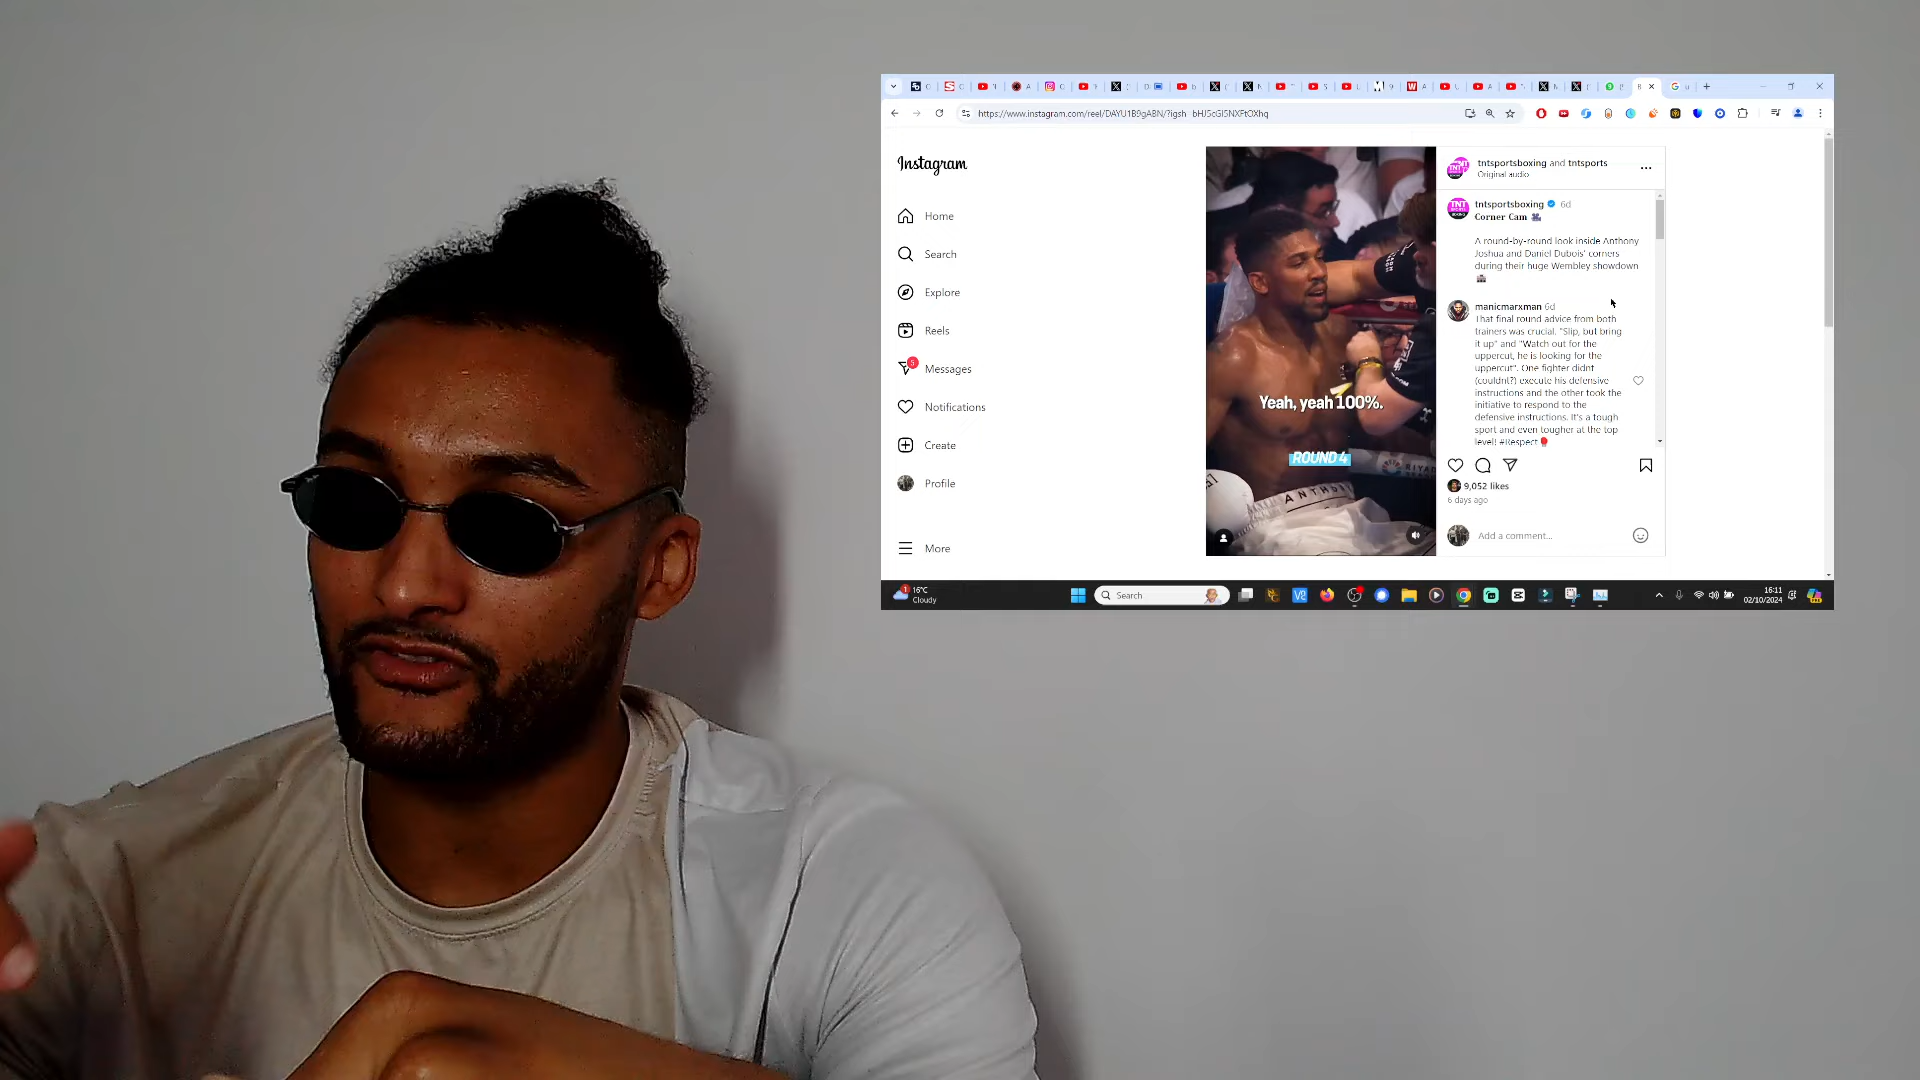 https://www.instagram.com/reel/DAYU1B9gABN/?igsh=bHJ5cGl5NXFtOXhq
Instagram
Home
Search
Explore
Reels
5
Messages
Notifications
Create
Profile
More
Yeah, yeah 100%.
ROUND 4
ANTHONY
tntsportsboxing and tntsports
Original audio
tntsportsboxing 6d
Corner Cam
A round-by-round look inside Anthony
Joshua and Daniel Dubois' corners
during their huge Wembley showdown
manicmarxman 6d
That final round advice from both
trainers was crucial. "Slip, but bring
it up" and "Watch out for the
uppercut, he is looking for the
uppercut". One fighter didnt
(couldnt?) execute his defensive
instructions and the other took the
initiative to respond to the
defensive instructions. It's a tough
sport and even tougher at the top
level! #Respect
9,052 likes
6 days ago
Add a comment...
1
16°C
Cloudy
Search
16:11
02/10/2024